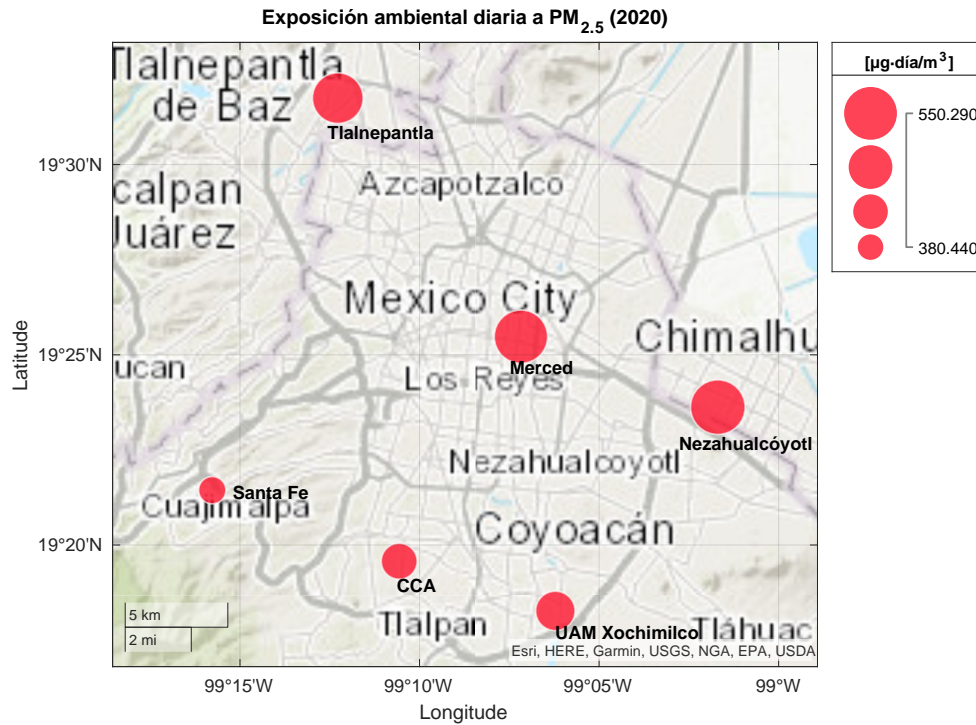 Exposición ambiental diaria a PM2.5 (2020)
Tlalnepantla
de Baz
Tlalnepantla
19°30'N
Azcapotzalco
calpan
Juárez
Mexico City
Merced
Chimalhu
19°25'N
ucan
Los Reyes
Nezahualcóyotl
Nezahualcoyotl
Santa Fe
Cuajimalpa
Coyoacán
19°20'N
CCA
5 km
2 mi
Tlalpan
UAM Xochimilco
Tláhuac
Esri, HERE, Garmin, USGS, NGA, EPA, USDA
99°15'W
99°10'W
99°05'W
99°W
Longitude
Latitude
[µg·día/m³]
550.290
380.440